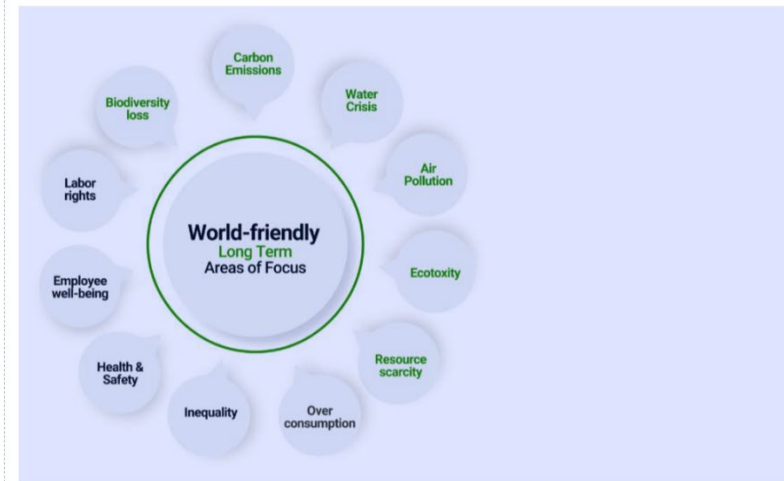 Carbon
Emissions
Water
Crisis
Air
Pollution
Ecotoxity
Resource
scarcity
Over
consumption
Inequality
Health &
Safety
Employee
well-being
Labor
rights
Biodiversity
loss
World-friendly
Long Term
Areas of Focus